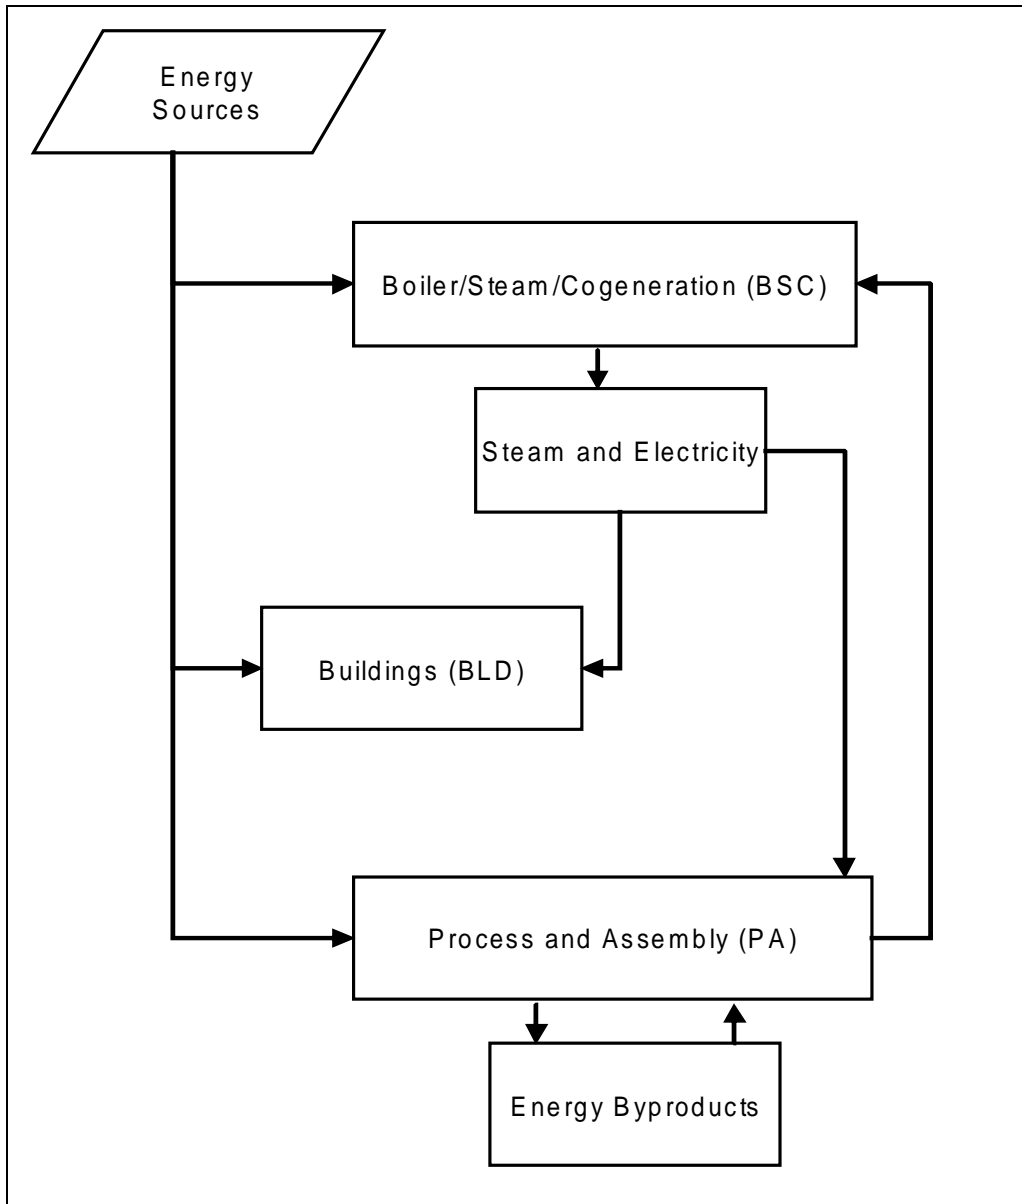 Energy
Sources
Boiler/Steam/Cogeneration (BSC)
Steam and Electricity
Buildings (BLD)
Process and Assembly (PA)
Energy Byproducts